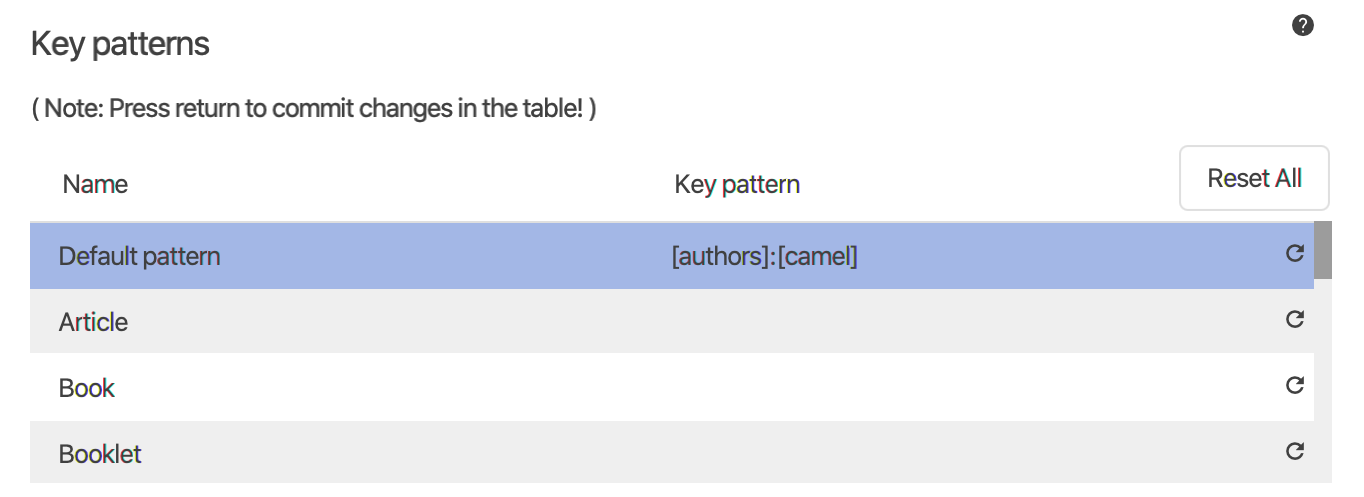 Key patterns
( Note: Press return to commit changes in the table! )
Name Key pattern Reset All
Default pattern [authors]:[camel]
Article
Book
Booklet